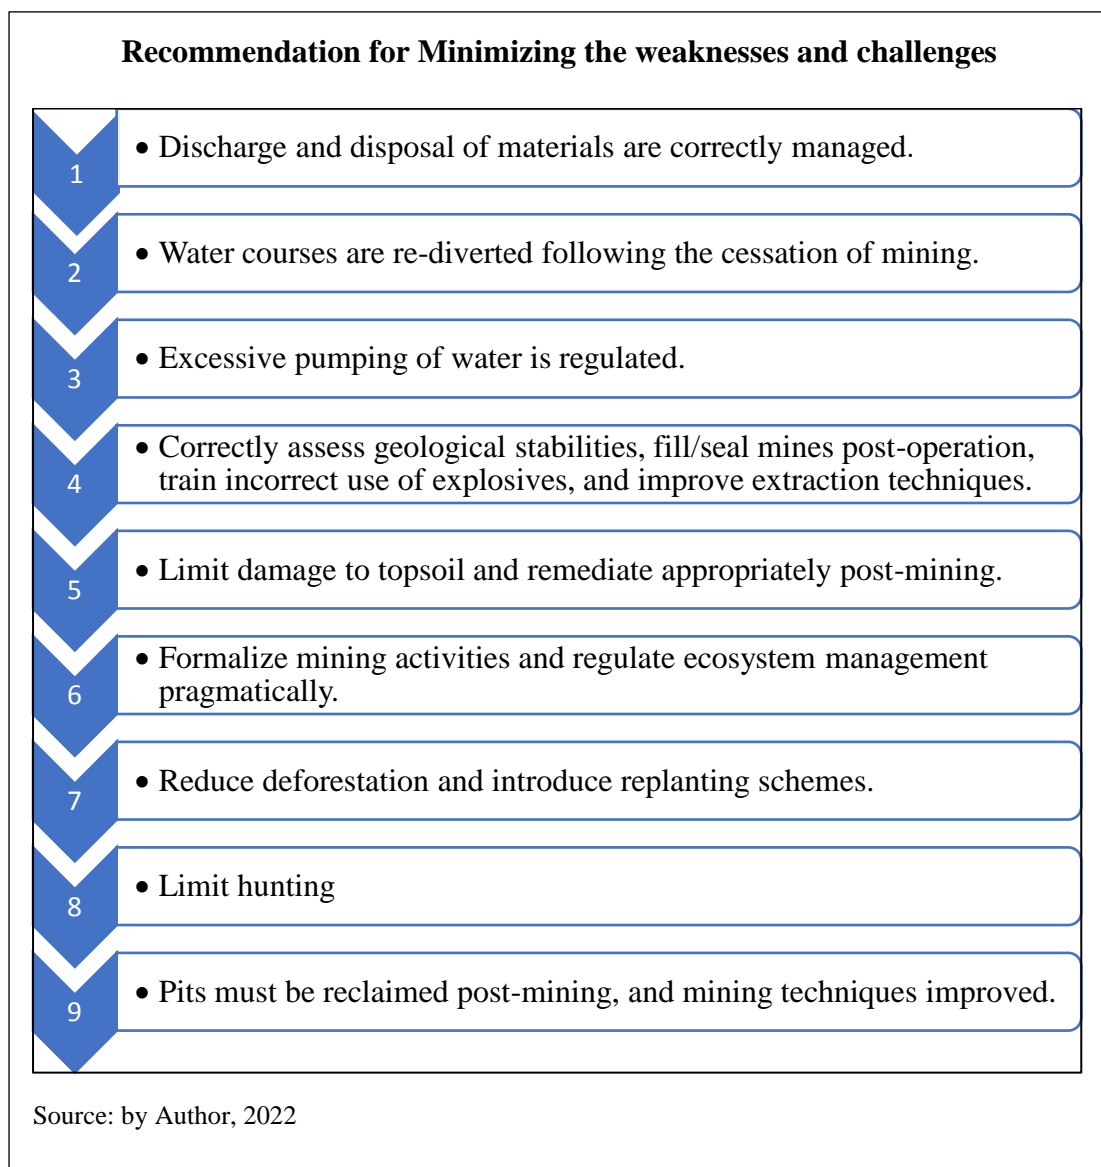 Recommendation for Minimizing the weaknesses and challenges
1
• Discharge and disposal of materials are correctly managed.
2
• Water courses are re-diverted following the cessation of mining.
3
• Excessive pumping of water is regulated.
4
• Correctly assess geological stabilities, fill/seal mines post-operation,
train incorrect use of explosives, and improve extraction techniques.
5
• Limit damage to topsoil and remediate appropriately post-mining.
6
• Formalize mining activities and regulate ecosystem management
pragmatically.
7
• Reduce deforestation and introduce replanting schemes.
8
• Limit hunting
9
• Pits must be reclaimed post-mining, and mining techniques improved.
Source: by Author, 2022